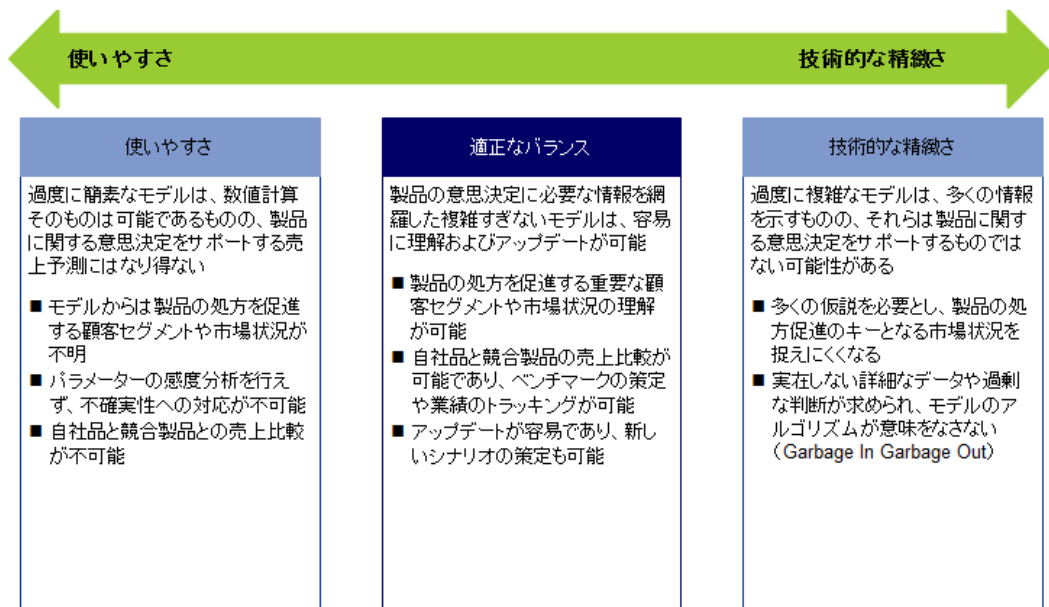 使いやすさ
技術的な精緻さ
使いやすさ
過度に簡素なモデルは、数値計算
そのものは可能であるものの、製品
に関する意思決定をサポートする売
上予測にはなり得ない
■ モデルからは製品の処方を促進
する顧客セグメントや市場状況が
不明
■ パラメーターの感度分析を行え
ず、不確実性への対応が不可能
■ 自社品と競合製品との売上比較
が不可能
適正なバランス
製品の意思決定に必要な情報を網
羅した複雑すぎないモデルは、容易
に理解およびアップデートが可能
■ 製品の処方を促進する重要な顧
客セグメントや市場状況の理解
が可能
■ 自社品と競合製品の売上比較が
可能であり、ベンチマークの策定
や業績のトラッキングが可能
■ アップデートが容易であり、新し
いシナリオの策定も可能
技術的な精緻さ
過度に複雑なモデルは、多くの情報
を示すものの、それらは製品に関す
る意思決定をサポートするものでは
ない可能性がある
■ 多くの仮説を必要とし、製品の処
方促進のキーとなる市場状況を
捉えにくくなる
■ 実在しない詳細なデータや過剰
な判断が求められ、モデルのア
ルゴリズムが意味をなさない
（Garbage In Garbage Out）